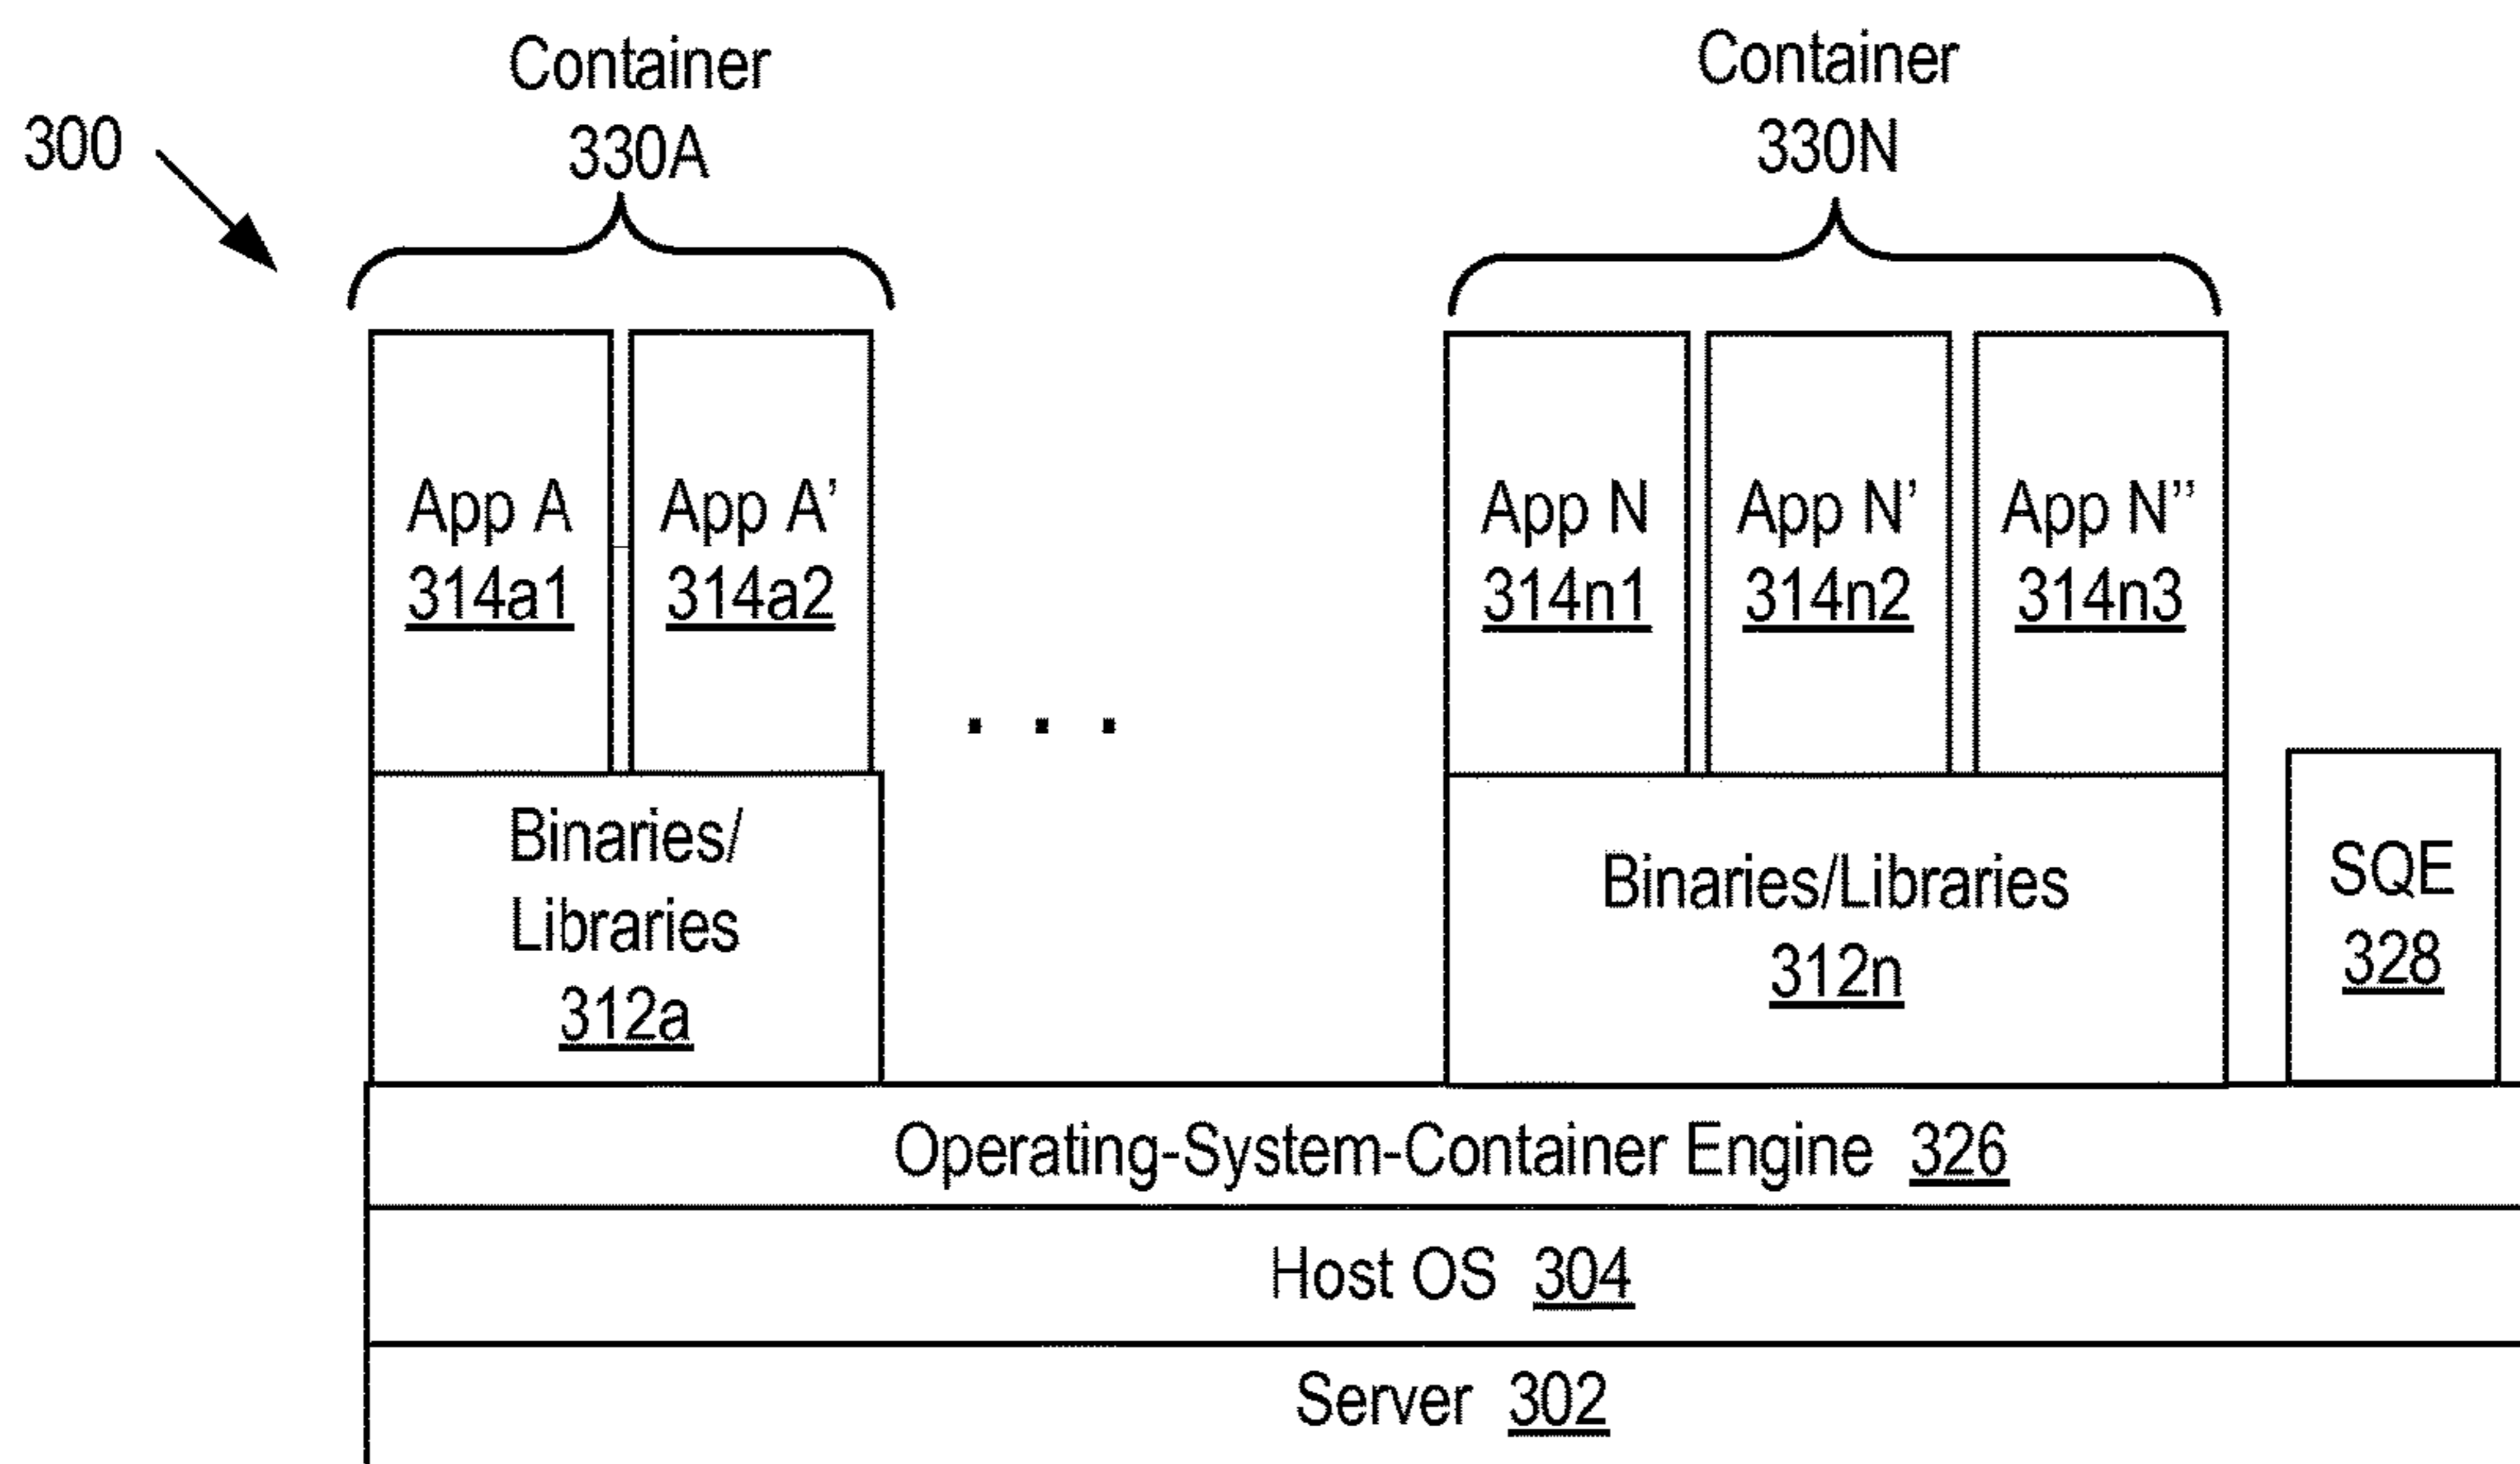 Container
330A
Container
330N
300
App A
314a1
App A'
314a2
App N
314n1
App N'
314n2
App N''
314n3
. . .
Binaries/
Libraries
312a
Binaries/Libraries
312n
SQE
328
Operating-System-Container Engine 326
Host OS 304
Server 302